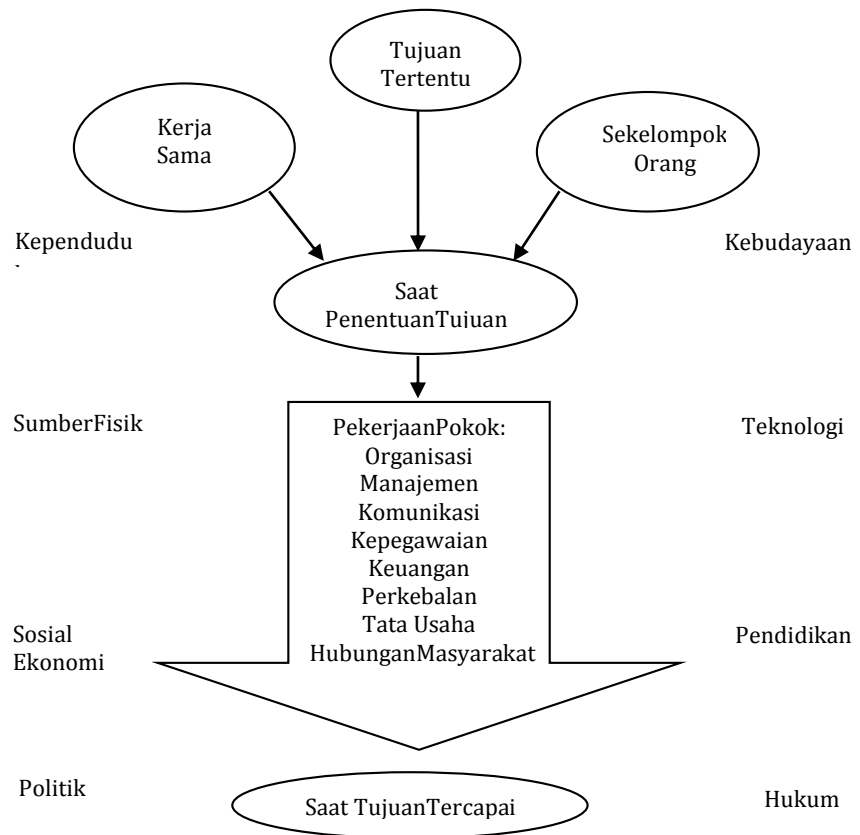 Tujuan
Tertentu
Kerja
Sama
Sekelompok
Orang
Kependudu
Kebudayaan
Saat
PenentuanTujuan
SumberFisik
Teknologi
PekerjaanPokok:
Organisasi
Manajemen
Komunikasi
Kepegawaian
Keuangan
Perkebalan
Tata Usaha
HubunganMasyarakat
Sosial
Ekonomi
Pendidikan
Politik
Hukum
Saat TujuanTercapai